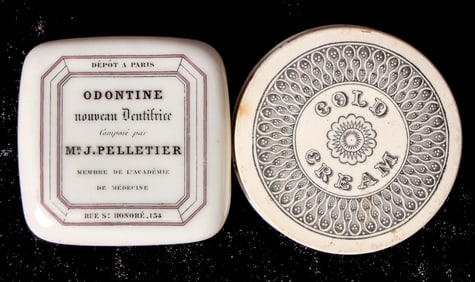 DÉPÔT A PARIS
ODONTINE
nouveau Dentifrice
Composé par
Mr. J. PELLETIER
MEMBRE DE L'ACADÉMIE
DE MÉDECINE
RUE St. HONORÉ, 154
COLD
CREAM